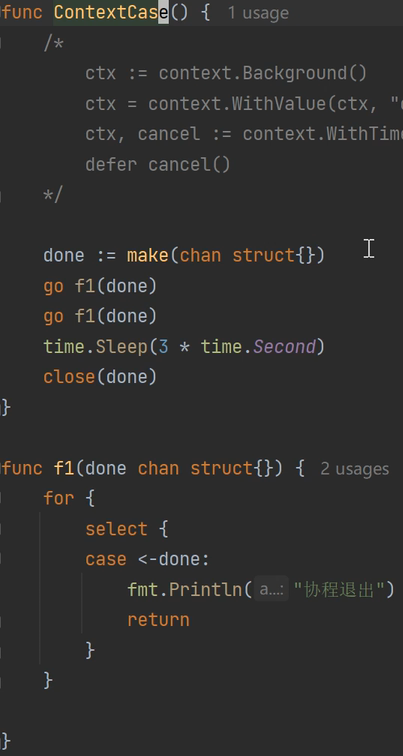 func ContextCase() { 1 usage
/*
ctx := context.Background()
ctx = context.WithValue(ctx, "
ctx, cancel := context.WithTim
defer cancel()
*/
done := make(chan struct{})
go f1(done)
go f1(done)
time.Sleep(3 * time.Second)
close(done)
}
func f1(done chan struct{}) { 2 usages
for {
select {
case <-done:
fmt.Println( a...: "协程退出")
return
}
}
}